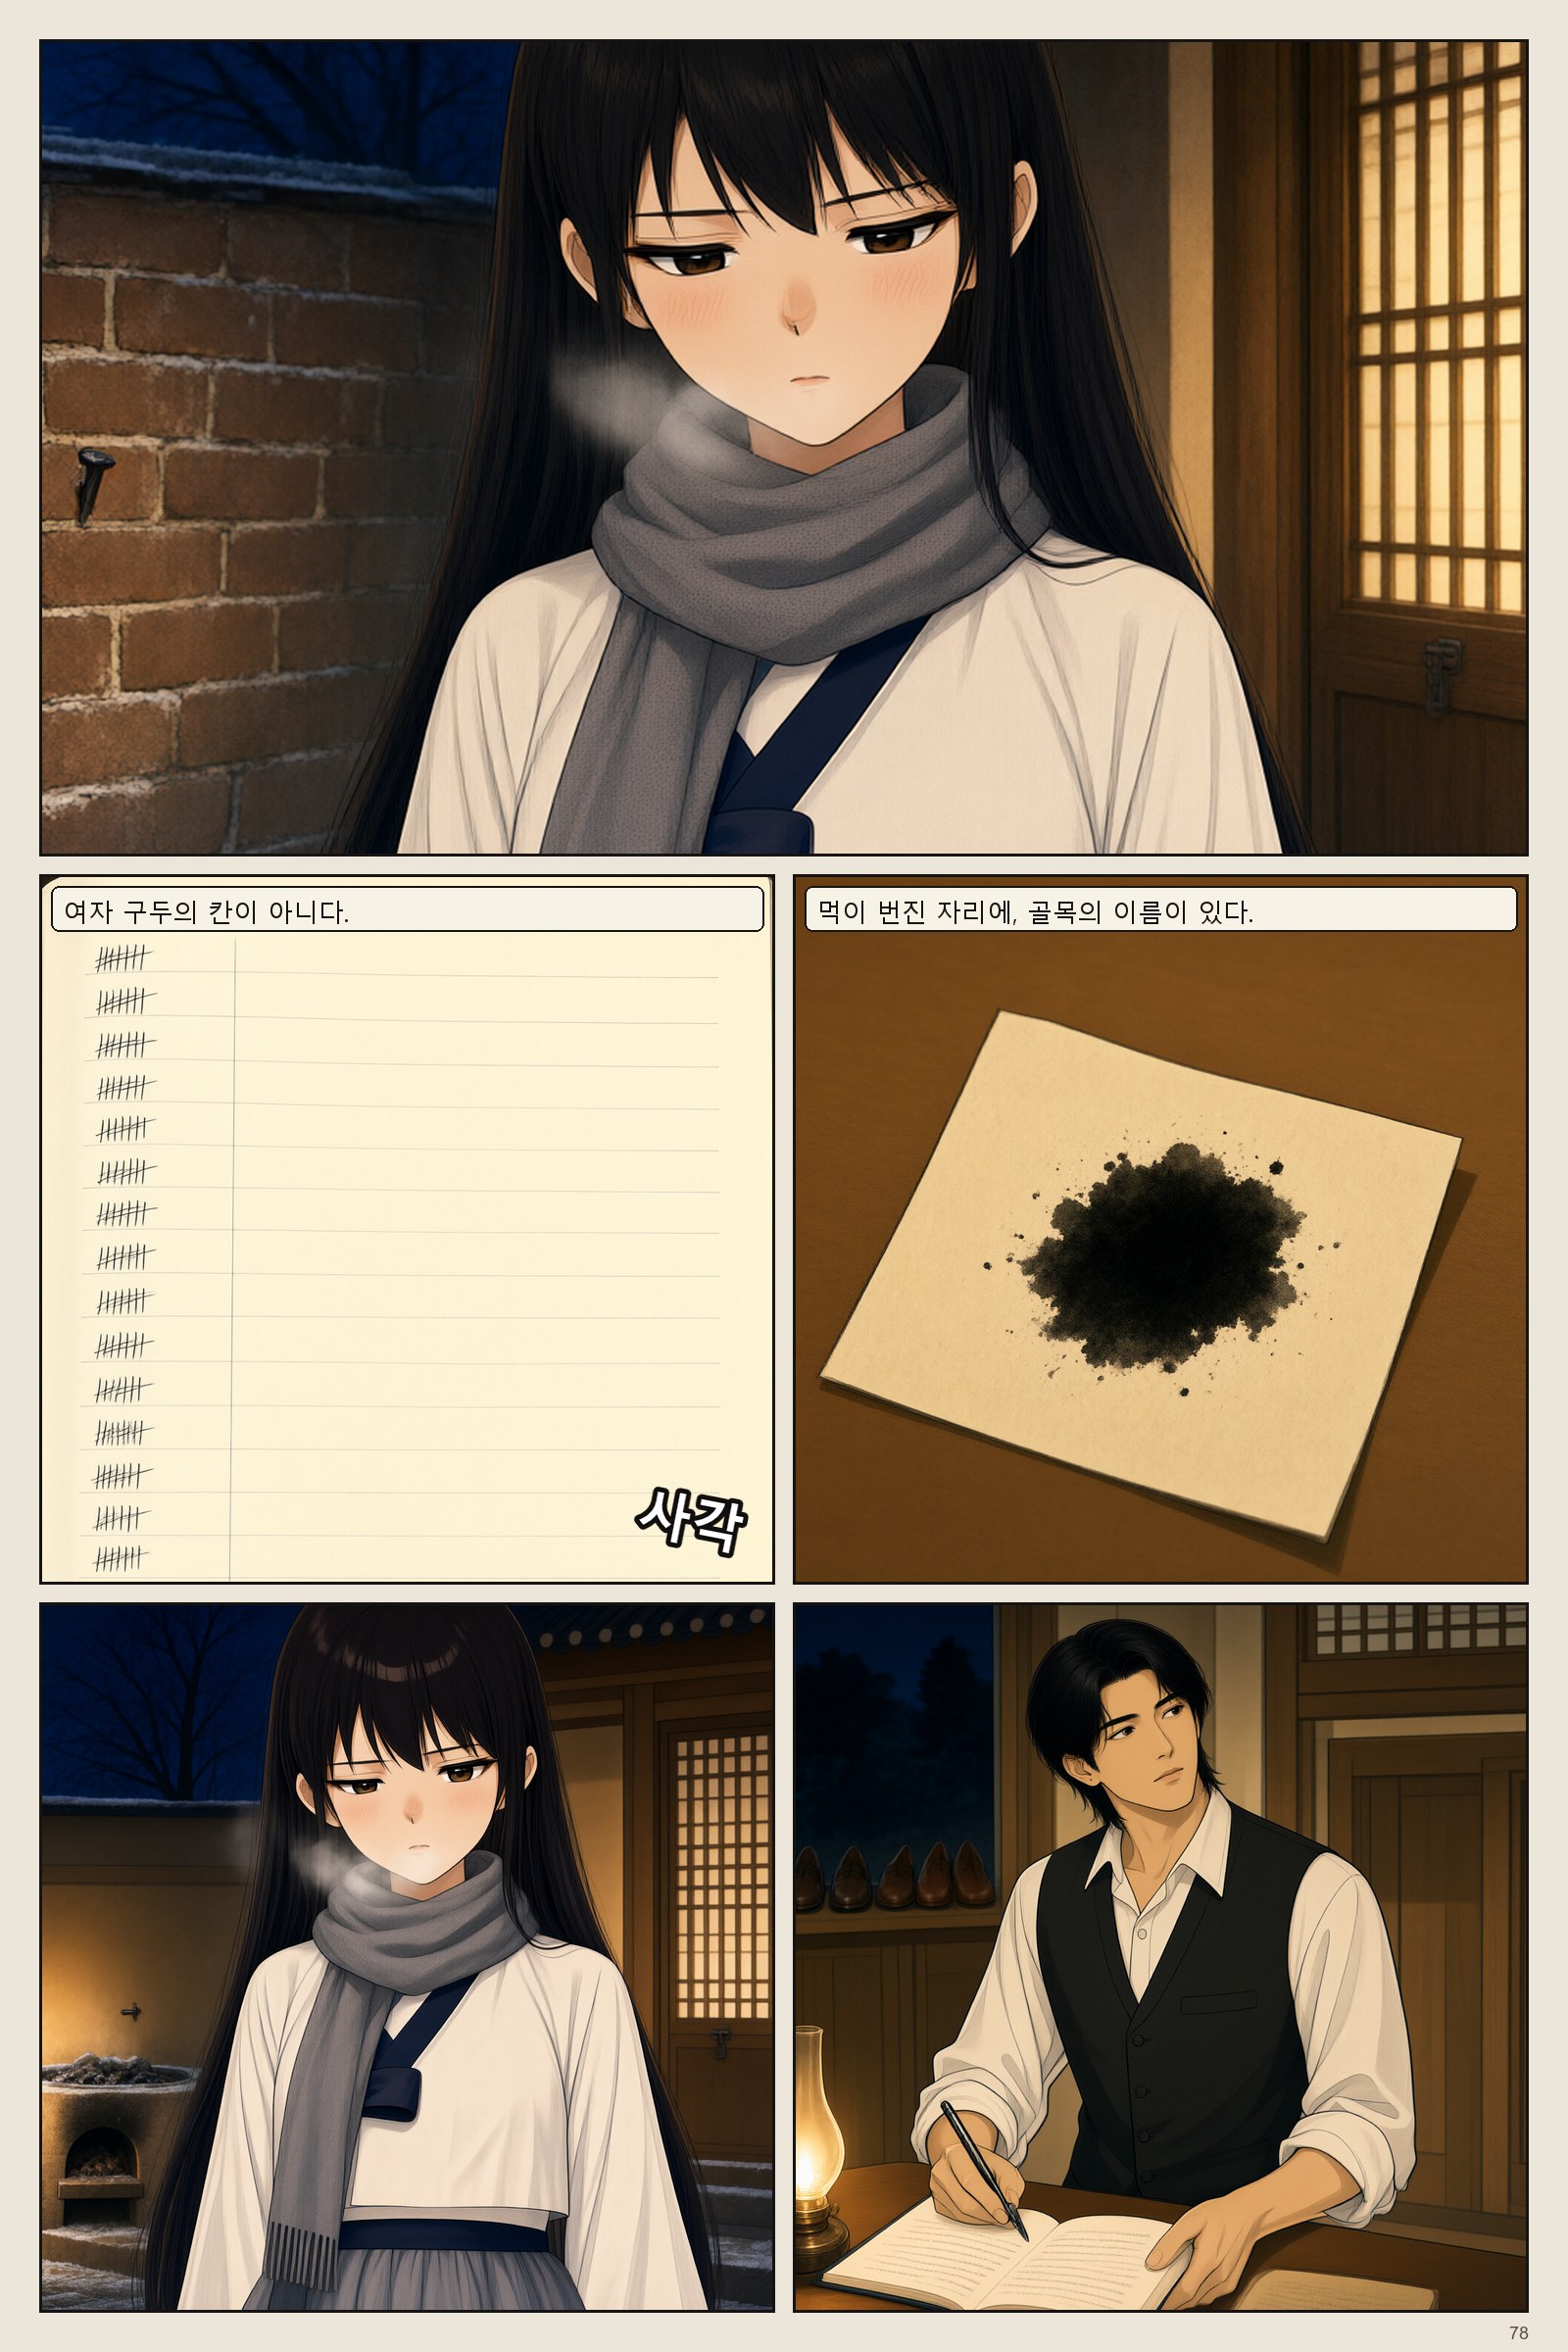 여자 구두의 칸이 아니다.
먹이 번진 자리에, 골목의 이름이 있다.
사각
78